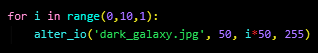 for i in range(0,10,1):
    alter_io('dark_galaxy.jpg', 50, i*50, 255)